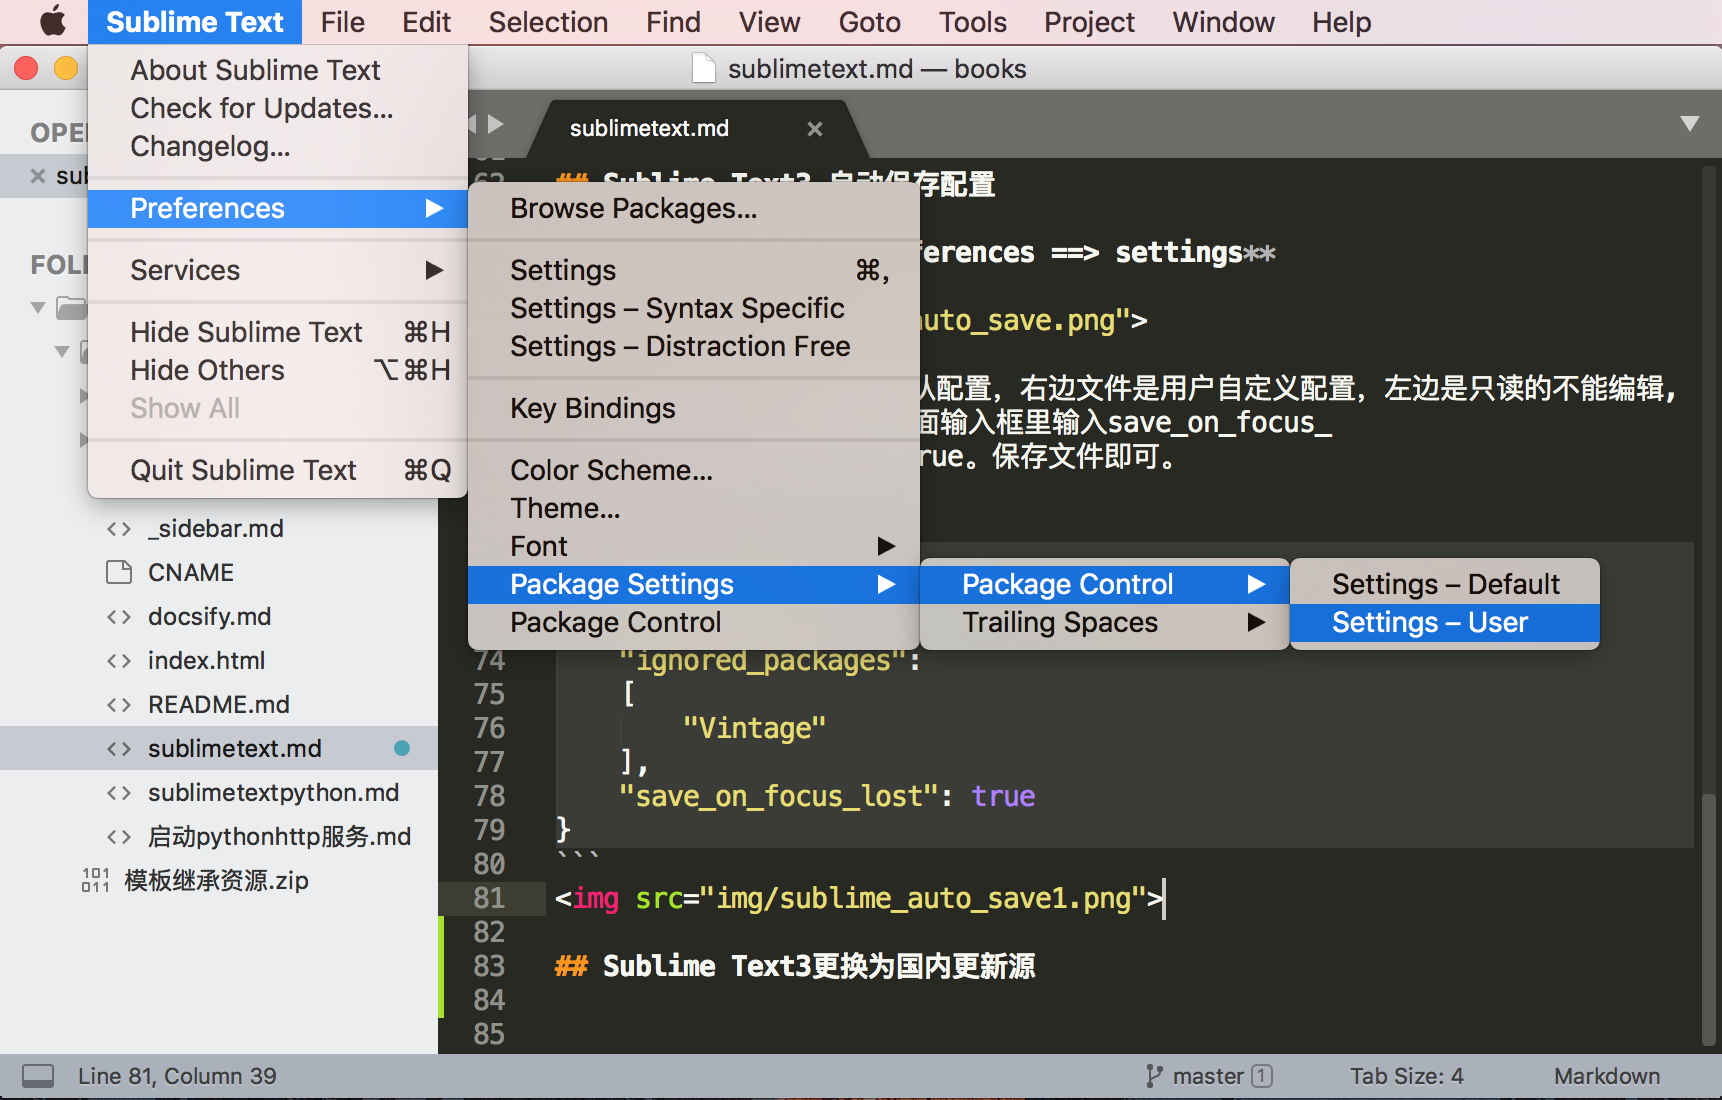 Sublime Text File Edit Selection Find View Goto Tools Project Window Help
sublimetext.md — books
About Sublime Text
Check for Updates...
Changelog...
Preferences
Services
Hide Sublime Text ⌘H
Hide Others ⌥⌘H
Show All
Quit Sublime Text ⌘Q
Browse Packages...
Settings ⌘,
Settings – Syntax Specific
Settings – Distraction Free
Key Bindings
Color Scheme...
Theme...
Font
Package Settings
Package Control
Package Control
Trailing Spaces
Settings – Default
Settings – User
_sidebar.md
CNAME
docsify.md
index.html
README.md
sublimetext.md
sublimetextpython.md
启动pythonhttp服务.md
模板继承资源.zip
sublimetext.md
## Sublime Text3 自动保存配置
erences ==> settings**
uto_save.png">
配置，右边文件是用户自定义配置，左边是只读的不能编辑，
面输入框里输入save_on_focus_
rue。保存文件即可。
74 "ignored_packages":
75 [
76 "Vintage"
77 ],
78 "save_on_focus_lost": true
79 }
80 ```
81 <img src="img/sublime_auto_save1.png">
82
83 ## Sublime Text3更换为国内更新源
84
85
Line 81, Column 39 master 1 Tab Size: 4 Markdown